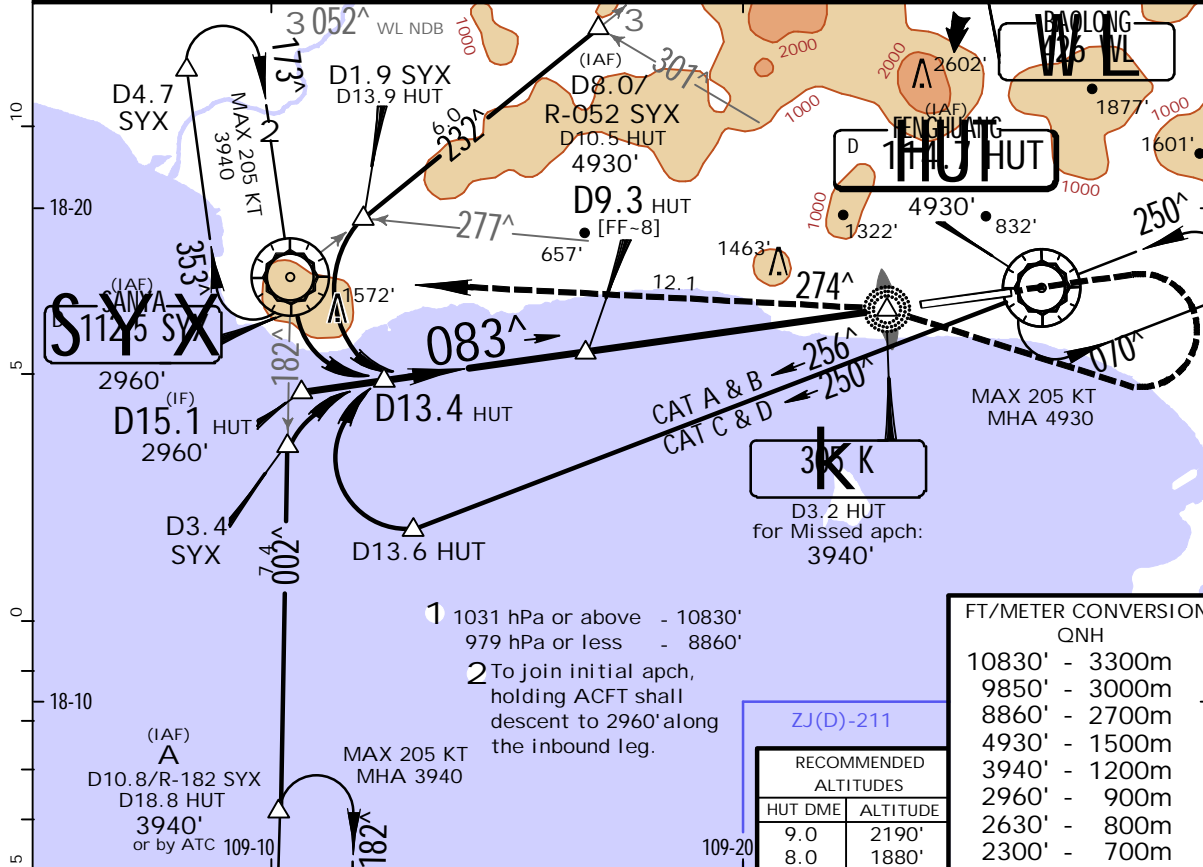 3 052^ WL NDB
1000
3
(IAF)
D8.0/
R-052 SYX
D10.5 HUT
4930'
301^
2000
2000
2602'
BAOLONG
426 WL
WL
1877'
1000
1601'
1000
1000
173^
D4.7
SYX
MAX 205 KT
3940
2
D1.9 SYX
D13.9 HUT
6.0
232^
10
18-20
(IAF)
FENGHUANG
D
HUT
4930'
832'
1322'
1000
250^
D9.3 HUT
[FF~8]
277^
657'
1463'
353^
(IAF)
SANYA
D 112.5 SYX
SYX
2960'
1572'
12.1
274^
182^
083^
256^
250^
CAT A & B
CAT C & D
070^
MAX 205 KT
MHA 4930
5
(IF)
D15.1 HUT
2960'
D13.4 HUT
K
D3.2 HUT
for Missed apch:
3940'
D3.4
SYX
D13.6 HUT
7.4
002^
0
1 1031 hPa or above - 10830'
979 hPa or less - 8860'
2 To join initial apch,
holding ACFT shall
descent to 2960' along
the inbound leg.
18-10
ZJ(D)-211
(IAF)
A
D10.8/R-182 SYX
D18.8 HUT
3940'
or by ATC
MAX 205 KT
MHA 3940
182^
109-10
109-20
5
RECOMMENDED
ALTITUDES
HUT DME ALTITUDE
9.0 2190'
8.0 1880'
FT/METER CONVERSION
QNH
10830' - 3300m
9850' - 3000m
8860' - 2700m
4930' - 1500m
3940' - 1200m
2960' - 900m
2630' - 800m
2300' - 700m